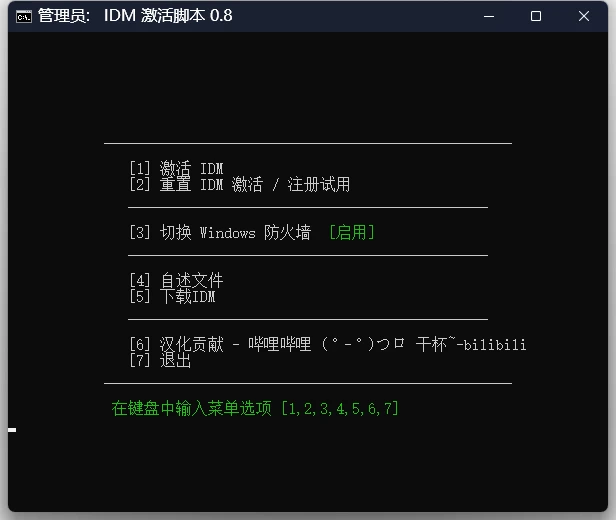 管理员: IDM 激活脚本 0.8
[1] 激活 IDM
[2] 重置 IDM 激活 / 注册试用
[3] 切换 Windows 防火墙 [启用]
[4] 自述文件
[5] 下载IDM
[6] 汉化贡献 - 哔哩哔哩 (°-°)つロ 干杯~-bilibili
[7] 退出
在键盘中输入菜单选项 [1,2,3,4,5,6,7]